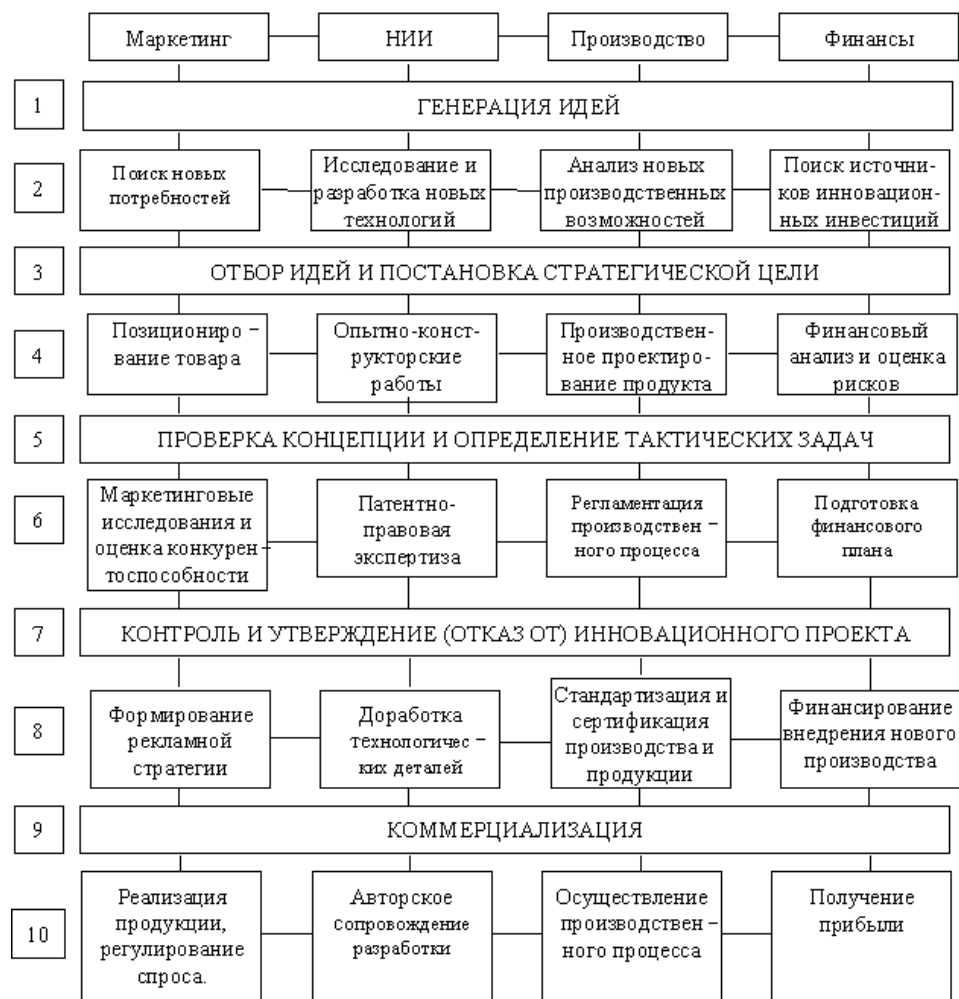 Маркетинг
НИИ
Производство
Финансы
1
ГЕНЕРАЦИЯ ИДЕЙ
2
Поиск новых
потребностей
Исследование и
разработка новых
технологий
Анализ новых
производственных
возможностей
Поиск источни-
ков инновацион-
ных инвестиций
3
ОТБОР ИДЕЙ И ПОСТАНОВКА СТРАТЕГИЧЕСКОЙ ЦЕЛИ
4
Позициониро –
вание товара
Опытно-конст-
рукторские
работы
Производствен-
ное проектиро-
вание продукта
Финансовый
анализ и оценка
рисков
5
ПРОВЕРКА КОНЦЕПЦИИ И ОПРЕДЕЛЕНИЕ ТАКТИЧЕСКИХ ЗАДАЧ
6
Маркетинговые
исследования и
оценка конкурен –
тоспособности
Патентно-
правовая
экспертиза
Регламентация
производствен –
ного процесса
Подготовка
финансового
плана
7
КОНТРОЛЬ И УТВЕРЖДЕНИЕ (ОТКАЗ ОТ) ИННОВАЦИОННОГО ПРОЕКТА
8
Формирование
рекламной
стратегии
Доработка
технологичес –
ких деталей
Стандартизация и
сертификация
производства и
продукции
Финансирование
внедрения нового
производства
9
КОММЕРЦИАЛИЗАЦИЯ
10
Реализация
продукции,
регулирование
спроса.
Авторское
сопровождение
разработки
Осуществление
производствен –
ного процесса
Получение
прибыли